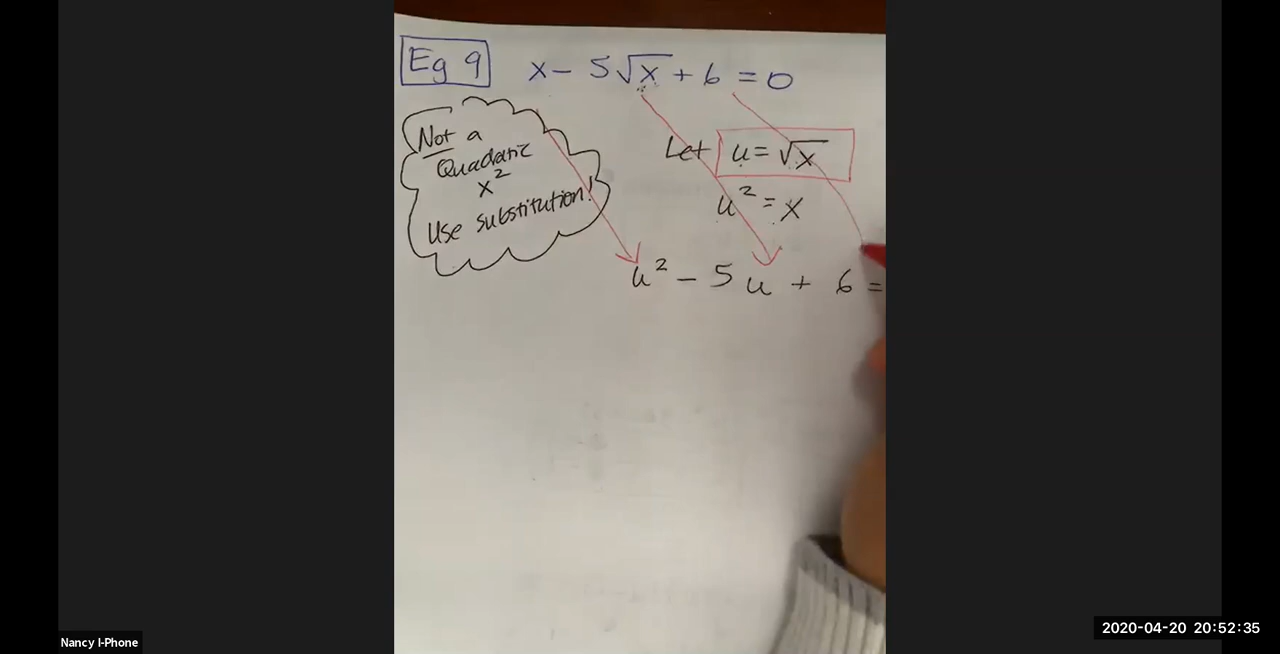 Eg 9 x - 5√x + 6 = 0
Not a
Quadratic
x²
Use substitution!
Let u = √x
u² = x
u² - 5u + 6 =
Nancy I-Phone
2020-04-20 20:52:35